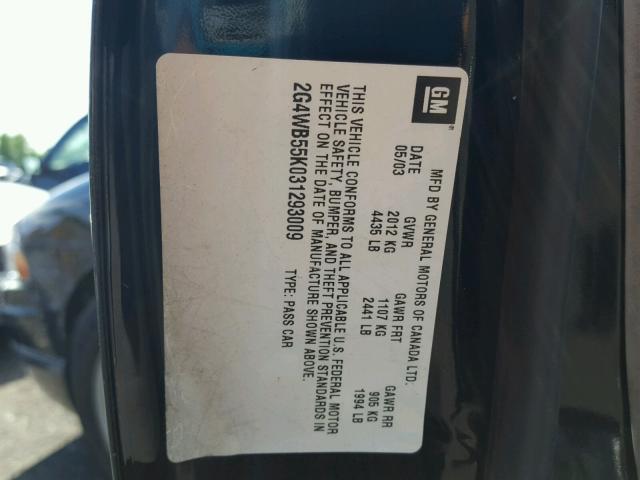 GM
MFD BY GENERAL MOTORS OF CANADA LTD.
DATE GVWR GAWR FRT GAWR RR
05/03 2012 KG 1107 KG 905 KG
4435 LB 2441 LB 1994 LB
THIS VEHICLE CONFORMS TO ALL APPLICABLE U.S. FEDERAL MOTOR
VEHICLE SAFETY, BUMPER, AND THEFT PREVENTION STANDARDS IN
EFFECT ON THE DATE OF MANUFACTURE SHOWN ABOVE.
2G4WB55K031293009 TYPE: PASS CAR